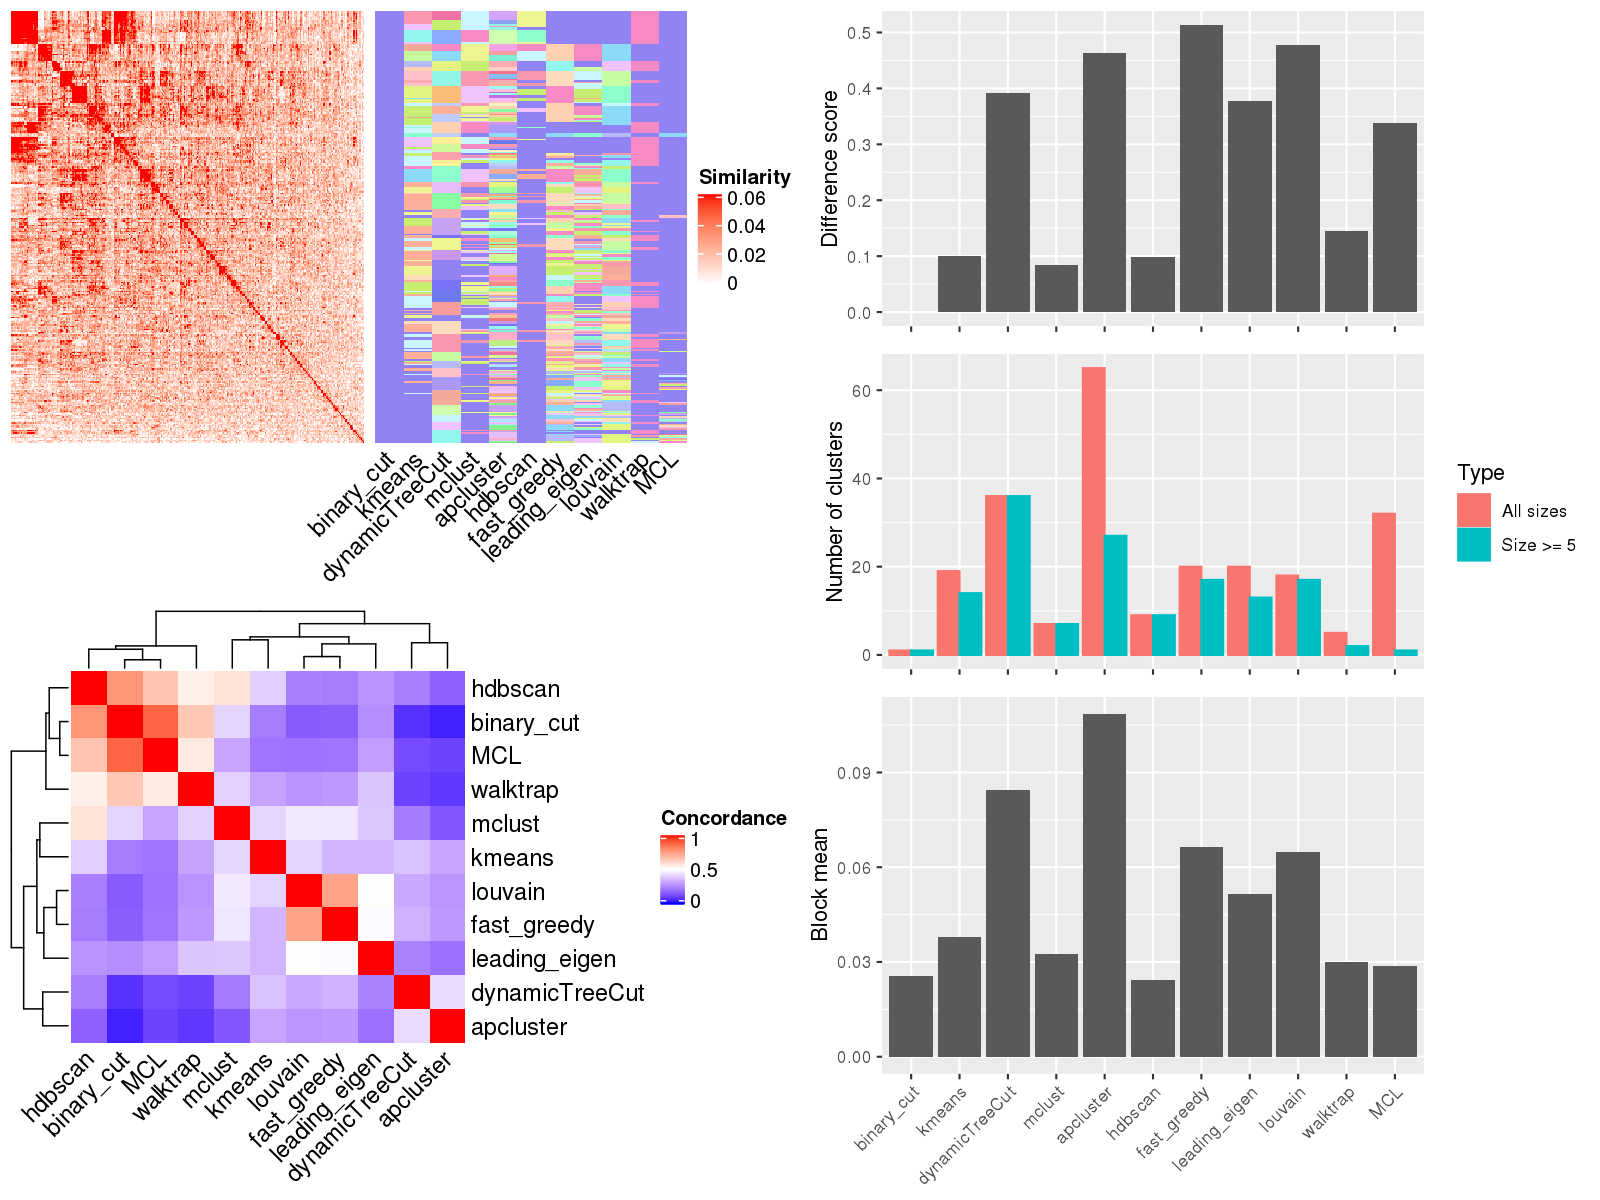 Similarity
0.06
0.04
0.02
0
binary_cut
kmeans
dynamicTreeCut
mclust
apcluster
hdbscan
fast_greedy
leading_eigen
louvain
walktrap
MCL
hdbscan
binary_cut
MCL
walktrap
mclust
kmeans
louvain
fast_greedy
leading_eigen
dynamicTreeCut
apcluster
Concordance
1
0.5
0
hdbscan
binary_cut
MCL
walktrap
mclust
kmeans
louvain
fast_greedy
leading_eigen
dynamicTreeCut
apcluster
Difference score
0.5
0.4
0.3
0.2
0.1
0.0
Number of clusters
60
40
20
0
Type
All sizes
Size >= 5
Block mean
0.09
0.06
0.03
0.00
binary_cut
kmeans
dynamicTreeCut
mclust
apcluster
hdbscan
fast_greedy
leading_eigen
louvain
walktrap
MCL